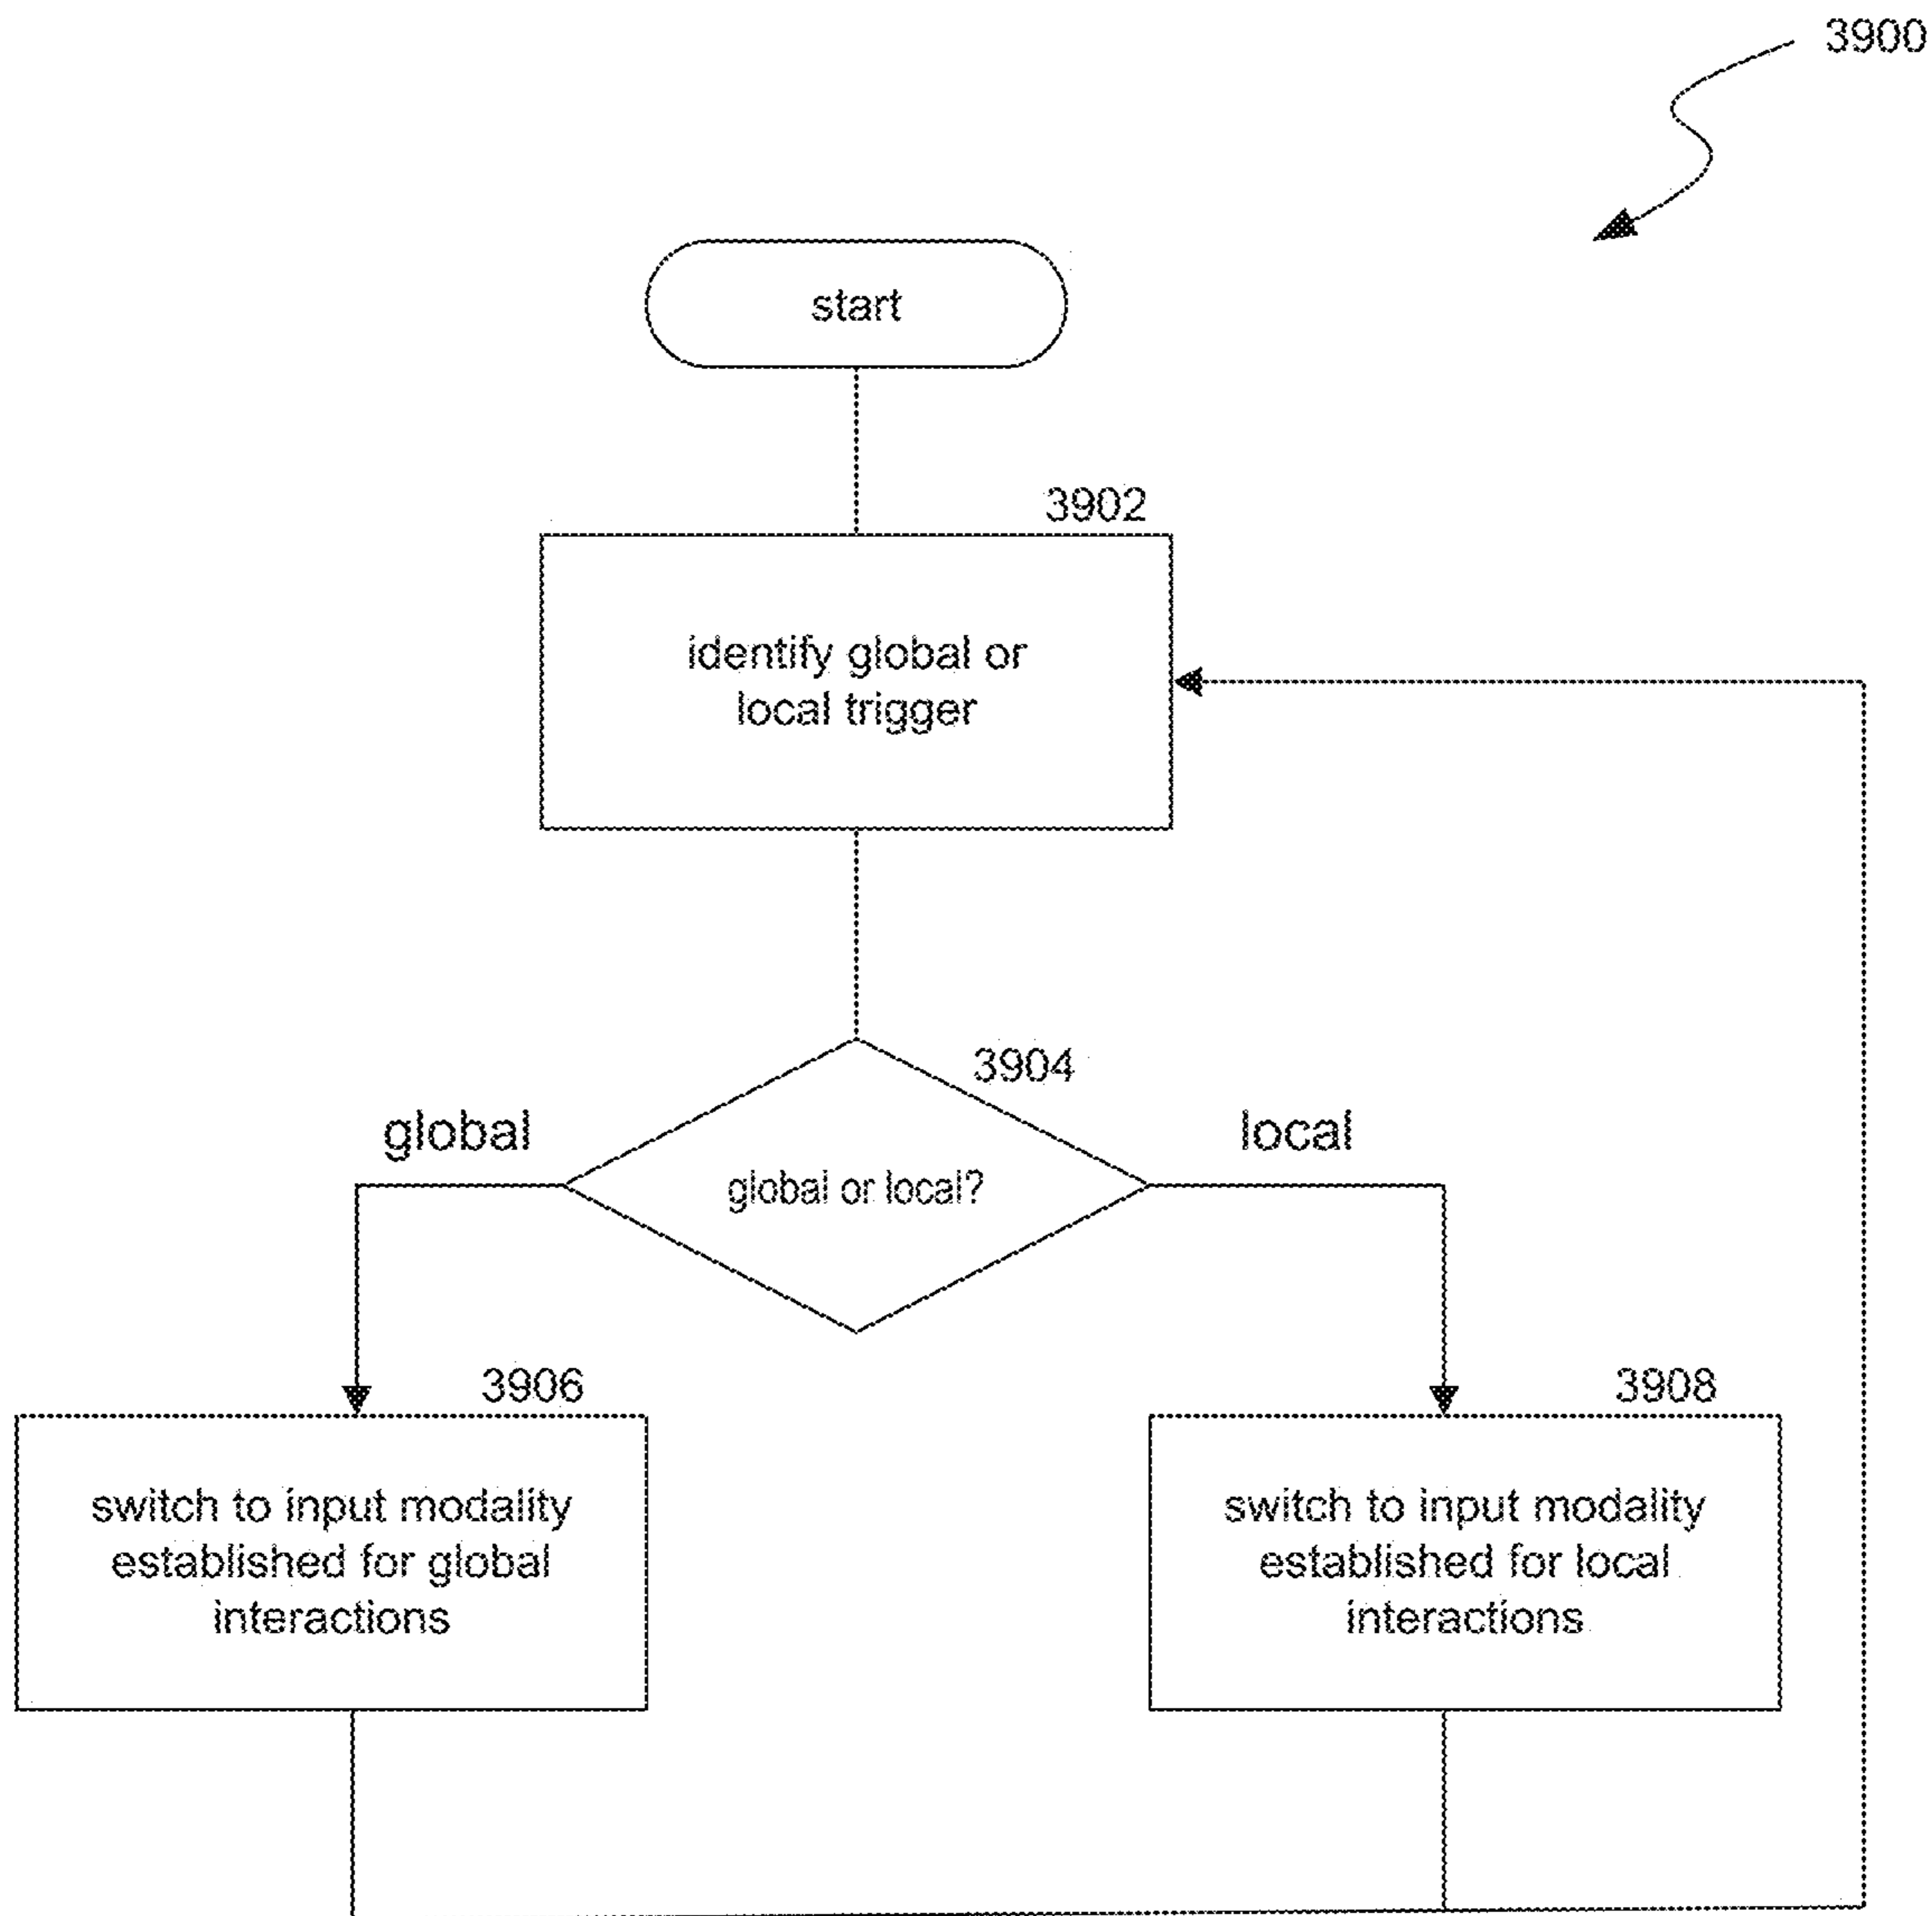 3900
start
3902
identify global or
local trigger
3904
global
local
global or local?
3906
3908
switch to input modality
established for global
interactions
switch to input modality
established for local
interactions